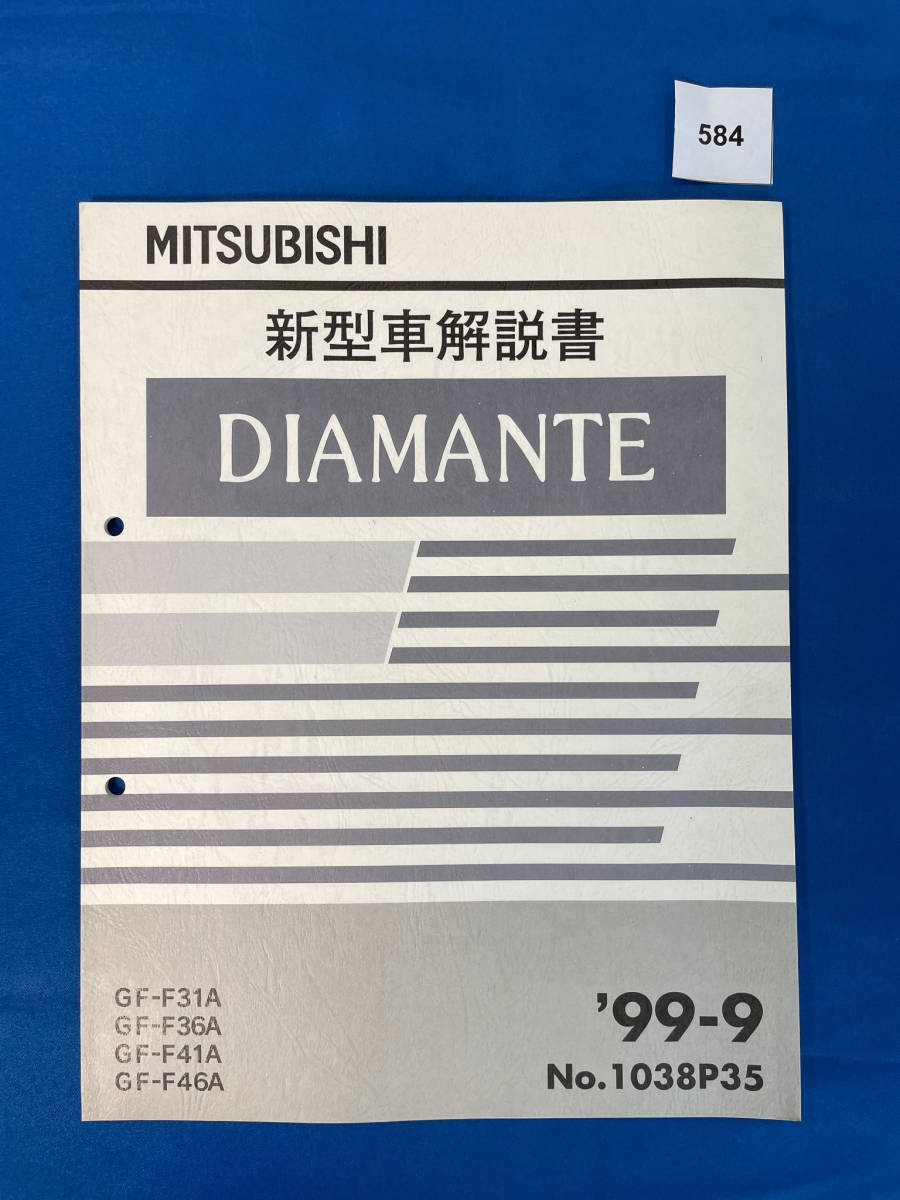 584
MITSUBISHI
新型車解説書
DIAMANTE
GF-F31A
GF-F36A
GF-F41A
GF-F46A
’99-9
No.1038P35